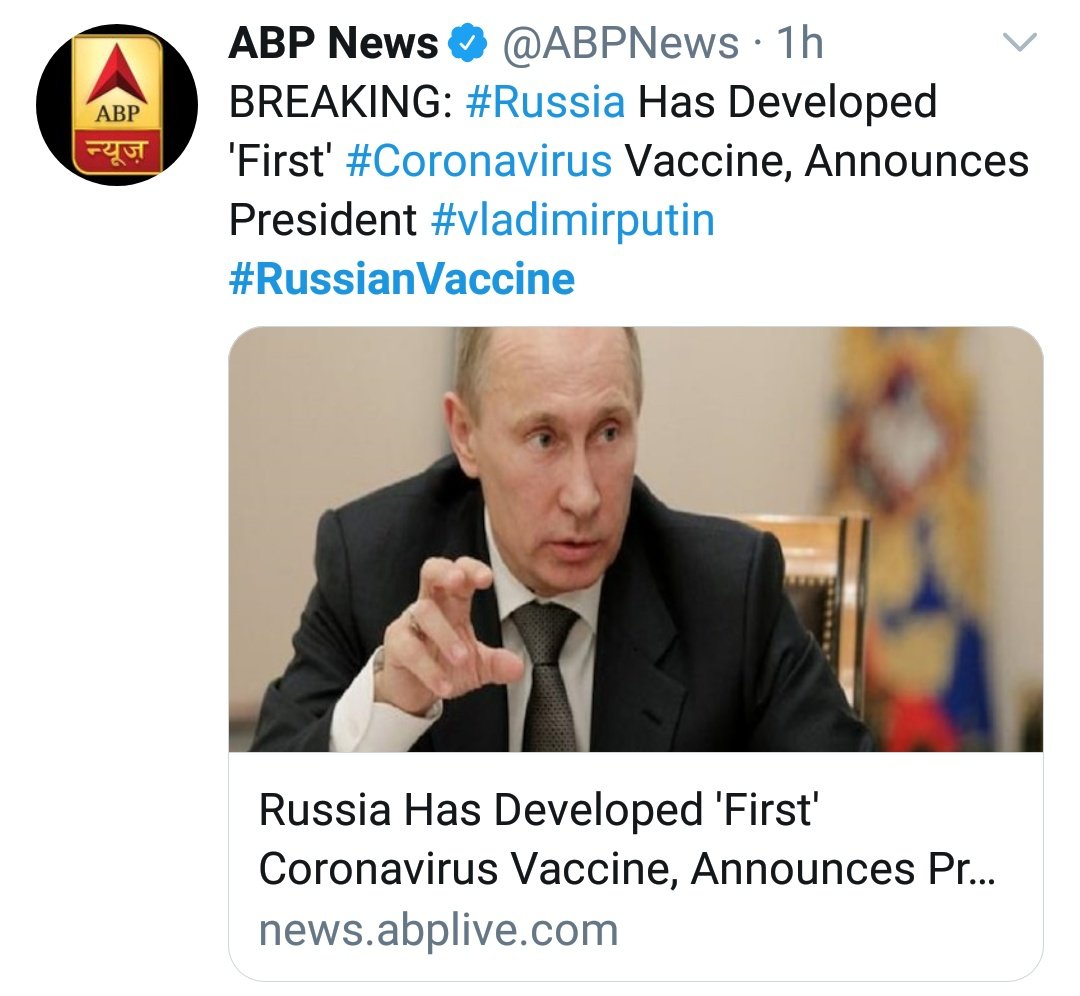 ABP
न्यूज़
ABP News @ABPNews · 1h
BREAKING: #Russia Has Developed
'First' #Coronavirus Vaccine, Announces
President #vladimirputin
#RussianVaccine
Russia Has Developed 'First'
Coronavirus Vaccine, Announces Pr...
news.abplive.com